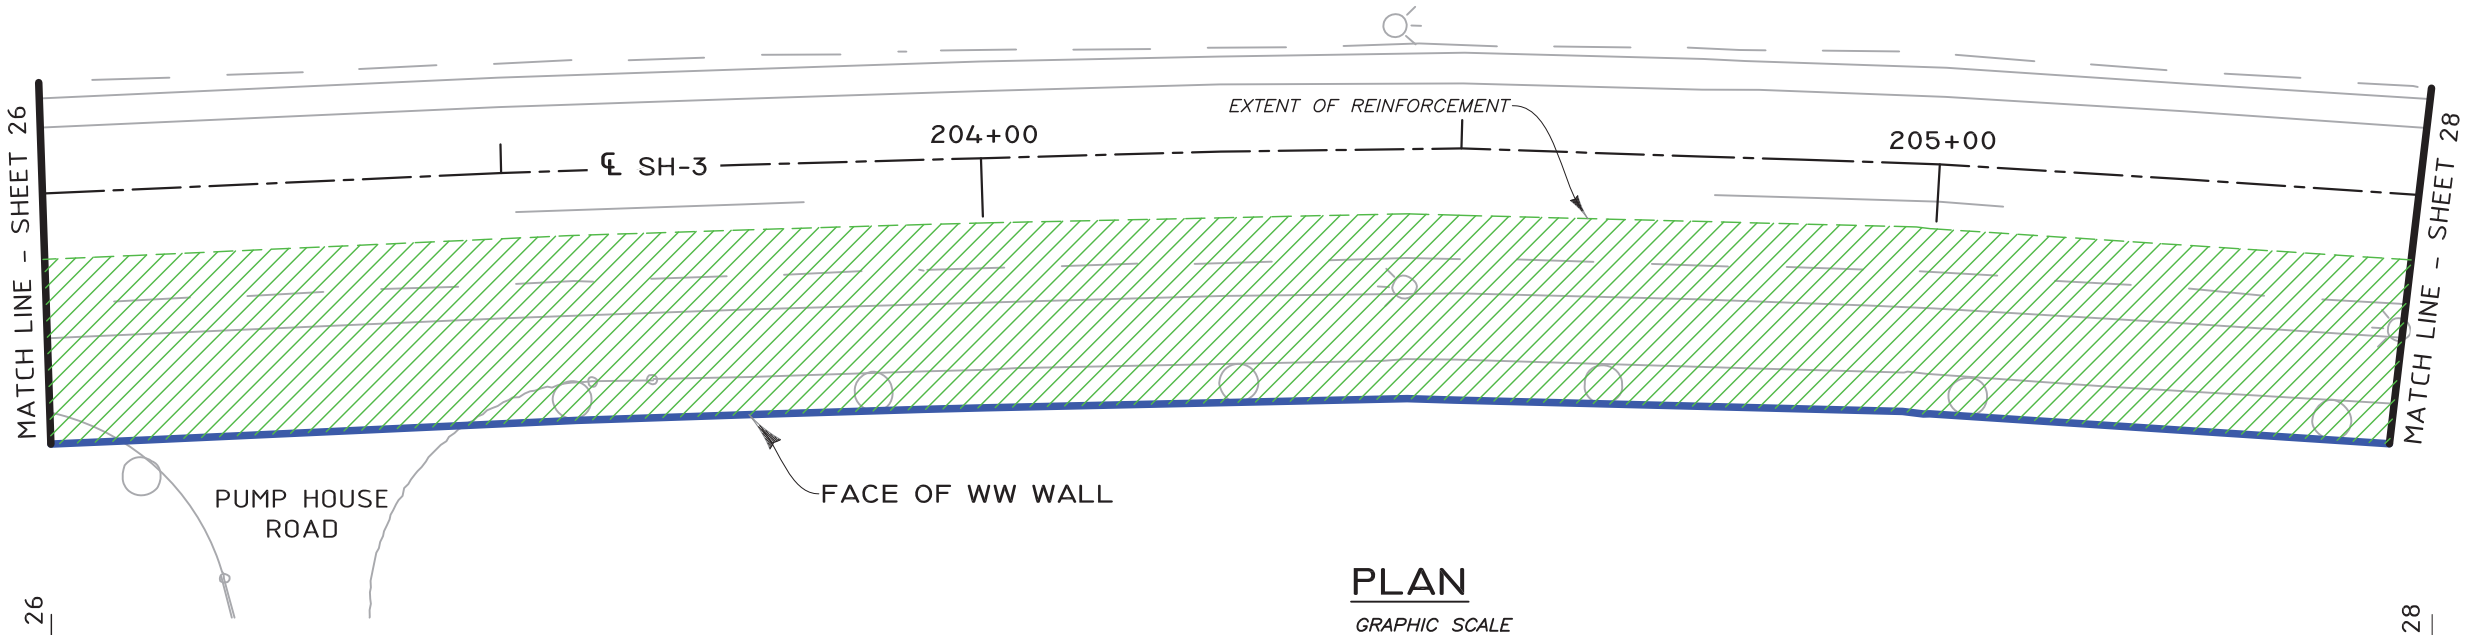 EXTENT OF REINFORCEMENT
204+00
205+00
℄ SH-3
MATCH LINE - SHEET 26
MATCH LINE - SHEET 28
FACE OF WW WALL
PUMP HOUSE
ROAD
PLAN
GRAPHIC SCALE
26
28